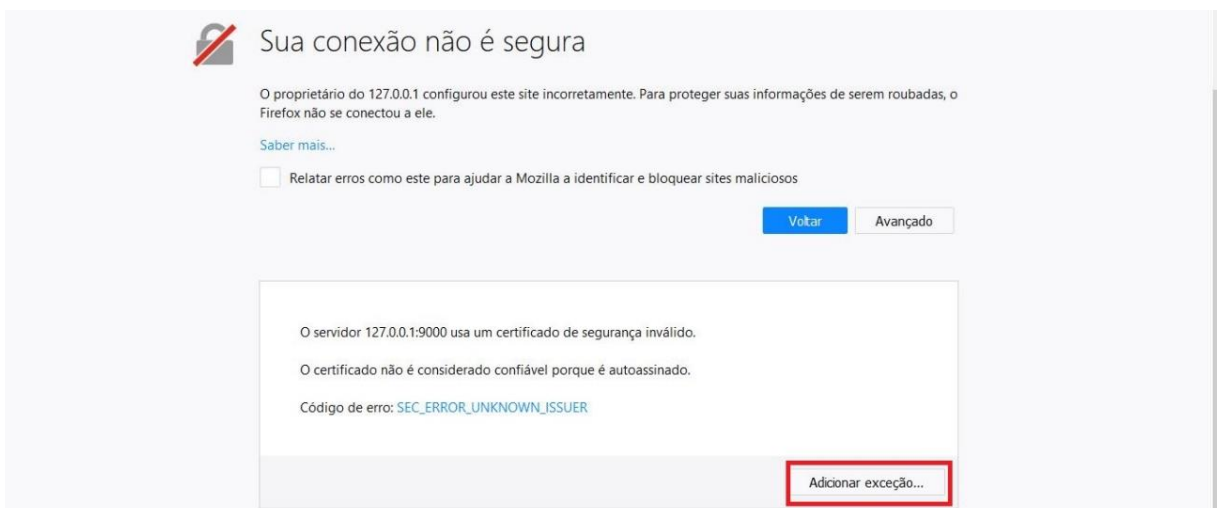 Sua conexão não é segura
O proprietário do 127.0.0.1 configurou este site incorretamente. Para proteger suas informações de serem roubadas, o
Firefox não se conectou a ele.
Saber mais...
Relatar erros como este para ajudar a Mozilla a identificar e bloquear sites maliciosos
Voltar Avançado
O servidor 127.0.0.1:9000 usa um certificado de segurança inválido.
O certificado não é considerado confiável porque é autoassinado.
Código de erro: SEC_ERROR_UNKNOWN_ISSUER
Adicionar exceção...